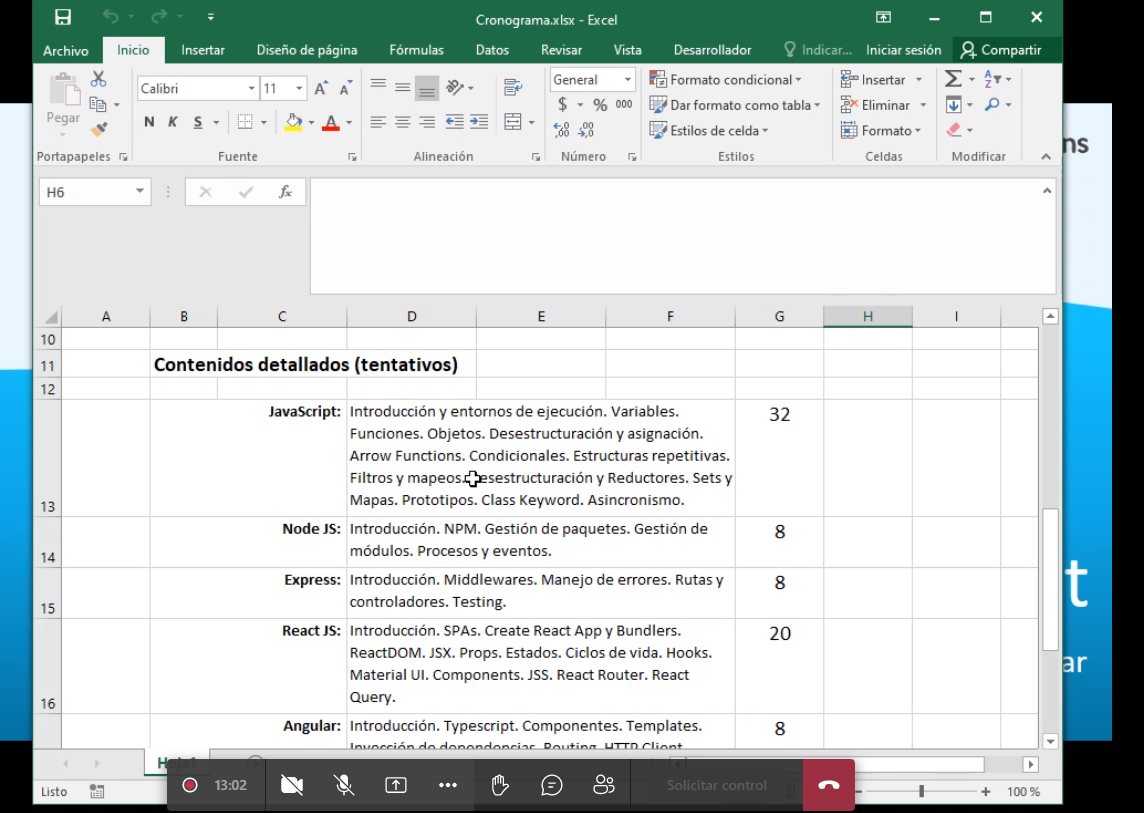 Cronograma.xlsx - Excel
Archivo Inicio Insertar Diseño de página Fórmulas Datos Revisar Vista Desarrollador Indicar... Iniciar sesión Compartir
Pegar
Calibri 11
N K S
General
$ % 000
Formato condicional
Dar formato como tabla
Estilos de celda
Insertar
Eliminar
Formato
Portapapeles Fuente Alineación Número Estilos Celdas Modificar
H6 fx
A B C D E F G H I
10
11 Contenidos detallados (tentativos)
12
JavaScript: Introducción y entornos de ejecución. Variables. 32
Funciones. Objetos. Desestructuración y asignación.
Arrow Functions. Condicionales. Estructuras repetitivas.
Filtros y mapeos. Desestructuración y Reductores. Sets y
13 Mapas. Prototipos. Class Keyword. Asincronismo.
Node JS: Introducción. NPM. Gestión de paquetes. Gestión de 8
14 módulos. Procesos y eventos.
Express: Introducción. Middlewares. Manejo de errores. Rutas y 8
15 controladores. Testing.
React JS: Introducción. SPAs. Create React App y Bundlers. 20
ReactDOM. JSX. Props. Estados. Ciclos de vida. Hooks.
Material UI. Components. JSS. React Router. React
16 Query.
Angular: Introducción. Typescript. Componentes. Templates. 8
Inyección de dependencias. Routing. HTTP Client
Hoja1
13:02 Solicitar control
Listo 100 %
ns
t
ar